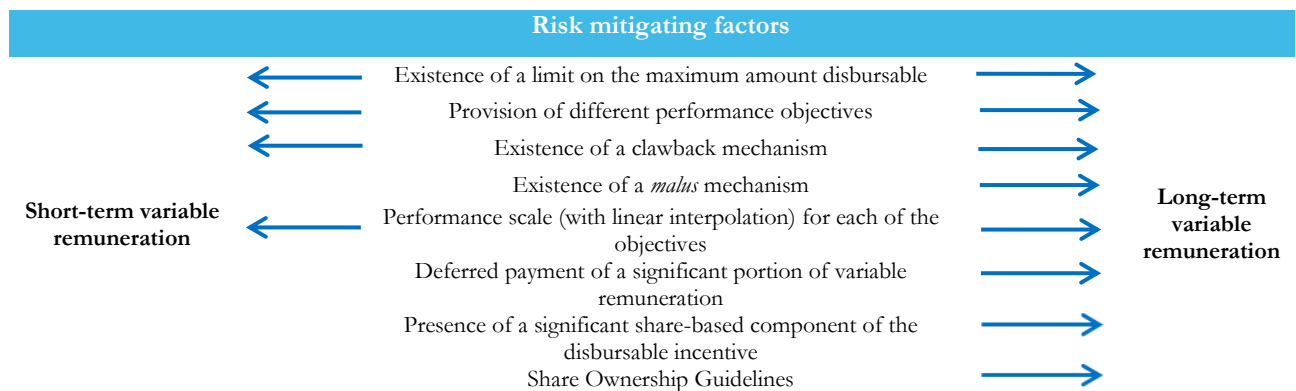 Risk mitigating factors
Existence of a limit on the maximum amount disbursable
Provision of different performance objectives
Existence of a clawback mechanism
Existence of a malus mechanism
Short-term variable
remuneration
Performance scale (with linear interpolation) for each of the
objectives
Long-term
variable
remuneration
Deferred payment of a significant portion of variable
remuneration
Presence of a significant share-based component of the
disbursable incentive
Share Ownership Guidelines